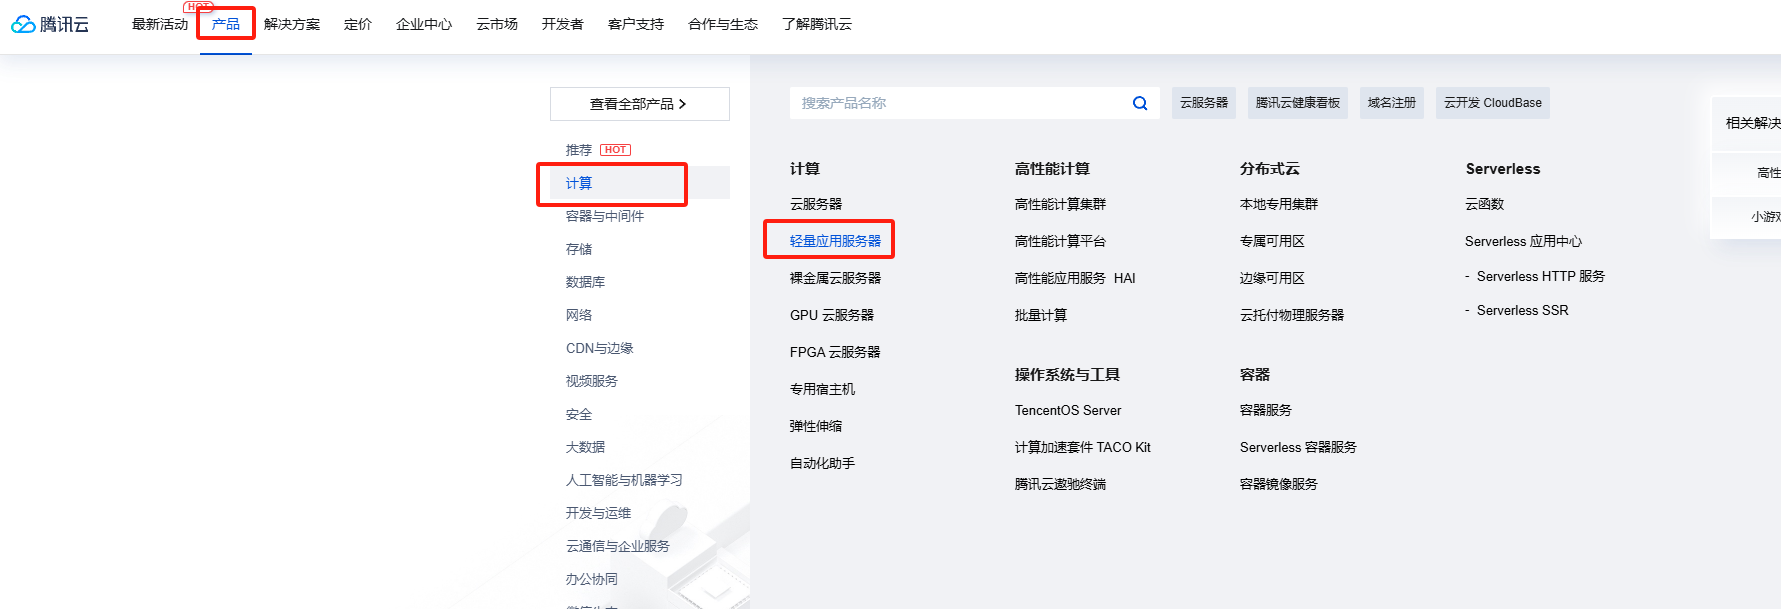 腾讯云
最新活动
HOT
产品
解决方案
定价
企业中心
云市场
开发者
客户支持
合作与生态
了解腾讯云
查看全部产品
推荐 HOT
计算
容器与中间件
存储
数据库
网络
CDN与边缘
视频服务
安全
大数据
人工智能与机器学习
开发与运维
云通信与企业服务
办公协同
搜索产品名称
云服务器
腾讯云健康看板
域名注册
云开发 CloudBase
计算
云服务器
轻量应用服务器
裸金属云服务器
GPU 云服务器
FPGA 云服务器
专用宿主机
弹性伸缩
自动化助手
高性能计算
高性能计算集群
高性能计算平台
高性能应用服务 HAI
批量计算
操作系统与工具
TencentOS Server
计算加速套件 TACO Kit
腾讯云遨驰终端
分布式云
本地专用集群
专属可用区
边缘可用区
云托付物理服务器
容器
容器服务
Serverless 容器服务
容器镜像服务
Serverless
云函数
Serverless 应用中心
- Serverless HTTP 服务
- Serverless SSR
相关解决
高性
小游